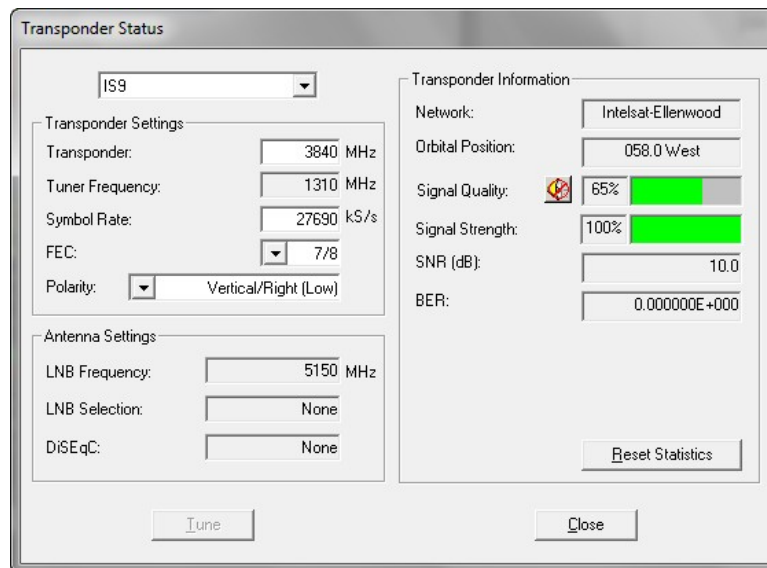 Transponder Status
IS9
Transponder Settings
Transponder: 3840 MHz
Tuner Frequency: 1310 MHz
Symbol Rate: 27690 kS/s
FEC: 7/8
Polarity: Vertical/Right (Low)
Antenna Settings
LNB Frequency: 5150 MHz
LNB Selection: None
DiSEqC: None
Tune
Transponder Information
Network: Intelsat-Ellenwood
Orbital Position: 058.0 West
Signal Quality: 65%
Signal Strength: 100%
SNR (dB): 10.0
BER: 0.000000E+000
Reset Statistics
Close